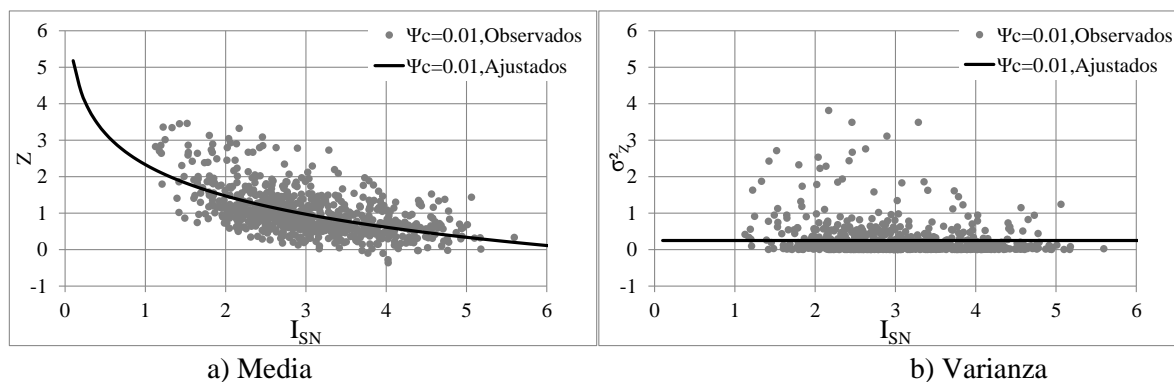 6
5
4
3
2
1
0
-1
Z
Ψc=0.01,Observados
Ψc=0.01,Ajustados
0 1 2 3 4 5 6
I_SN
a) Media
6
5
4
3
2
1
0
-1
σ²_Z
Ψc=0.01,Observados
Ψc=0.01,Ajustados
0 1 2 3 4 5 6
I_SN
b) Varianza